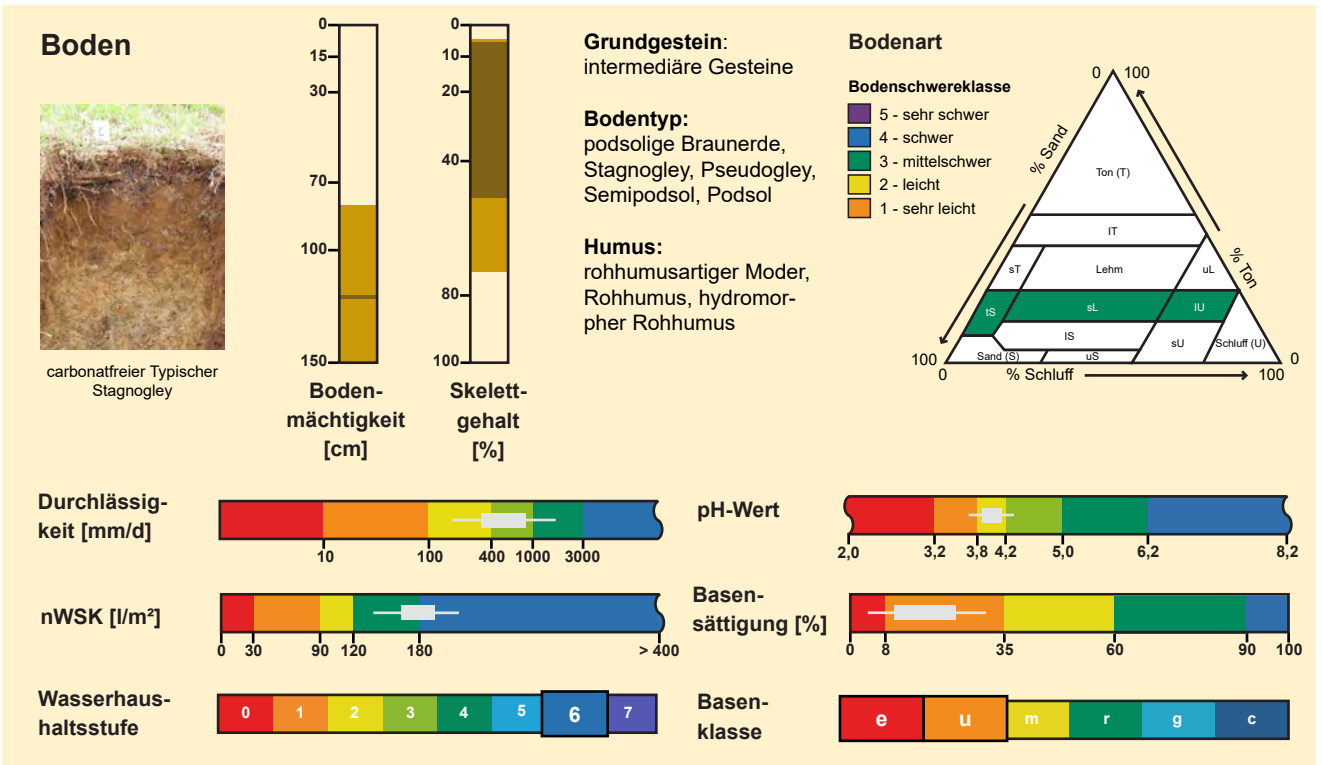 Boden
carbonatfreier Typischer
Stagnogley
0
15
30
70
100
150
Boden-
mächtigkeit
[cm]
0
10
20
40
80
100
Skelett-
gehalt
[%]
Grundgestein:
intermediäre Gesteine
Bodentyp:
podsolige Braunerde,
Stagnogley, Pseudogley,
Semipodsol, Podsol
Humus:
rohhumusartiger Moder,
Rohhumus, hydromor-
pher Rohhumus
Bodenart
Bodenschwereklasse
5 - sehr schwer
4 - schwer
3 - mittelschwer
2 - leicht
1 - sehr leicht
0 100
% Sand
% Ton
Ton (T)
lT
sT Lehm uL
tS sL lU
lS sU Schluff (U)
Sand (S) uS
100 0
0 % Schluff 100
Durchlässig-
keit [mm/d]
10 100 400 1000 3000
nWSK [l/m²]
0 30 90 120 180 > 400
Wasserhaus-
haltsstufe
0 1 2 3 4 5 6 7
pH-Wert
2,0 3,2 3,8 4,2 5,0 6,2 8,2
Basen-
sättigung [%]
0 8 35 60 90 100
Basen-
klasse
e u m r g c